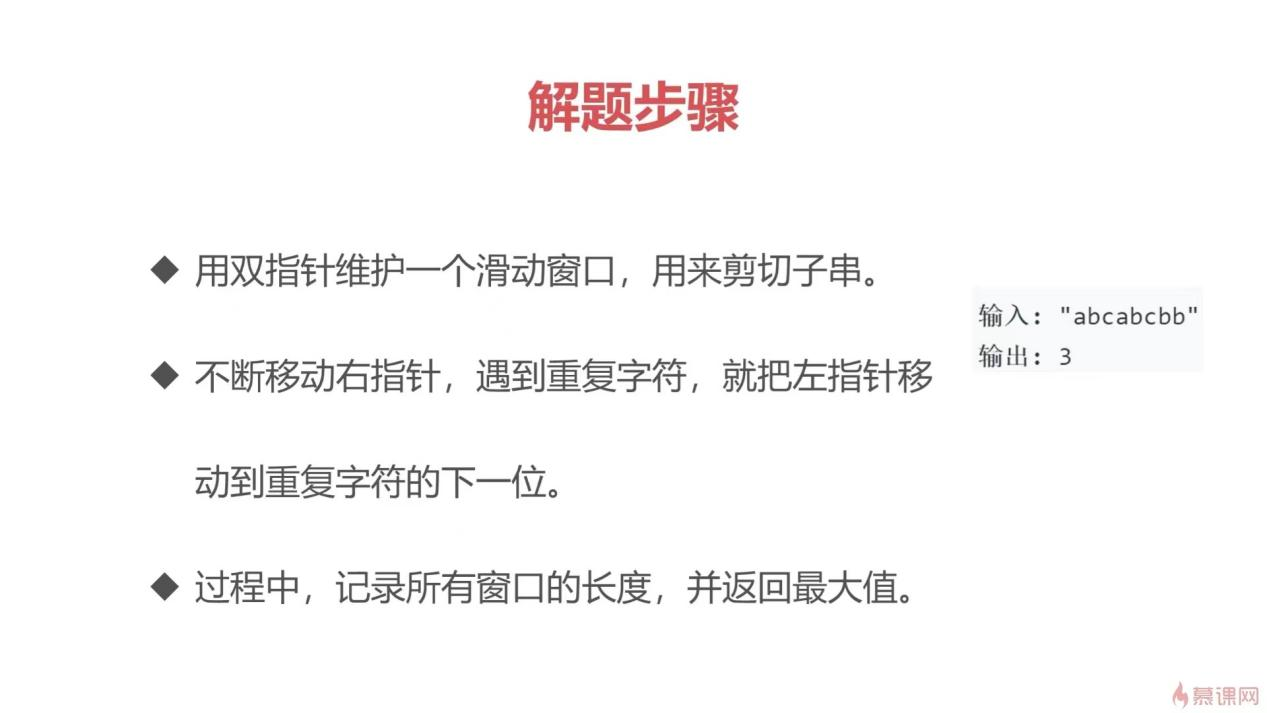 解题步骤
◆ 用双指针维护一个滑动窗口，用来剪切子串。
◆ 不断移动右指针，遇到重复字符，就把左指针移
动到重复字符的下一位。
◆ 过程中，记录所有窗口的长度，并返回最大值。
输入: "abcabcbb"
输出: 3
慕课网